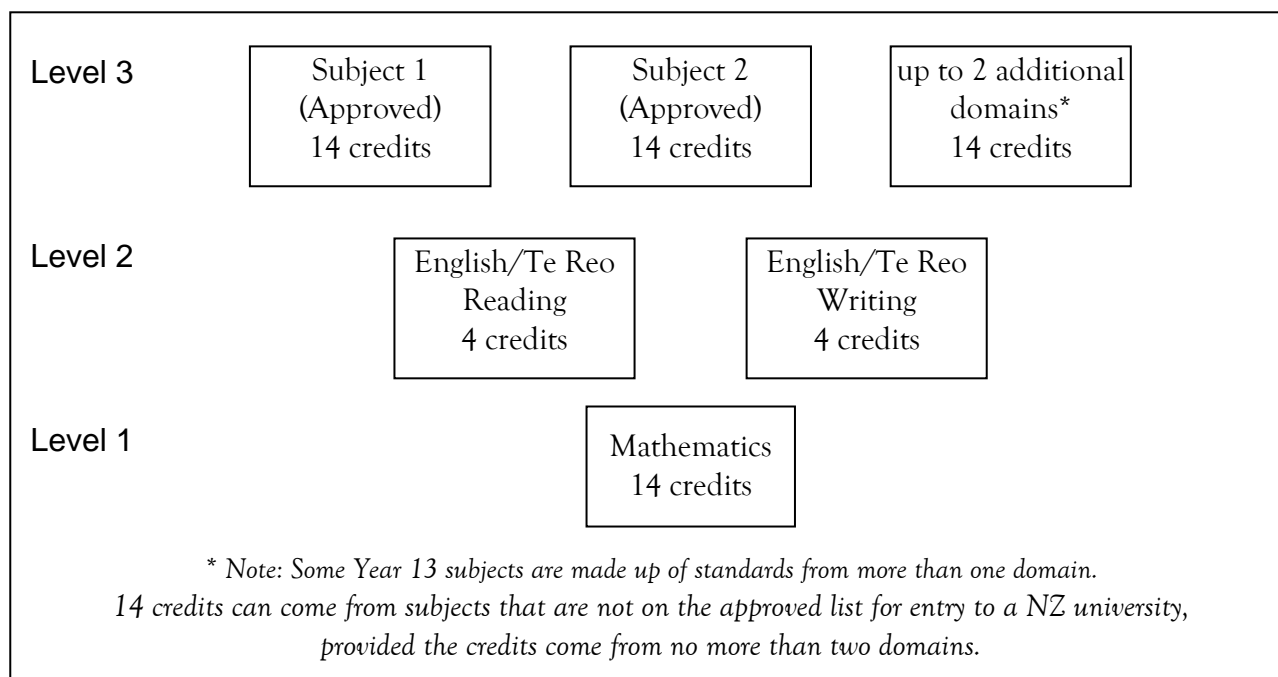 Level 3
Subject 1
(Approved)
14 credits
Subject 2
(Approved)
14 credits
up to 2 additional
domains*
14 credits
Level 2
English/Te Reo
Reading
4 credits
English/Te Reo
Writing
4 credits
Level 1
Mathematics
14 credits
* Note: Some Year 13 subjects are made up of standards from more than one domain.
14 credits can come from subjects that are not on the approved list for entry to a NZ university,
provided the credits come from no more than two domains.